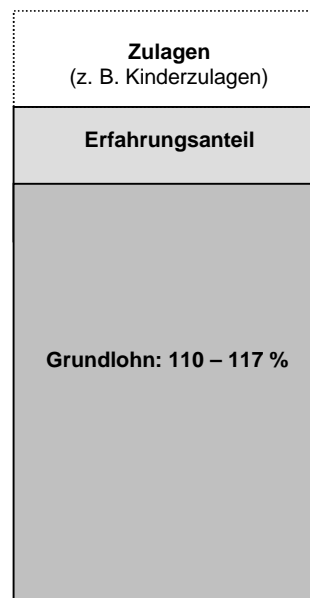 Zulagen
(z. B. Kinderzulagen)
Erfahrungsanteil
Grundlohn: 110 – 117 %